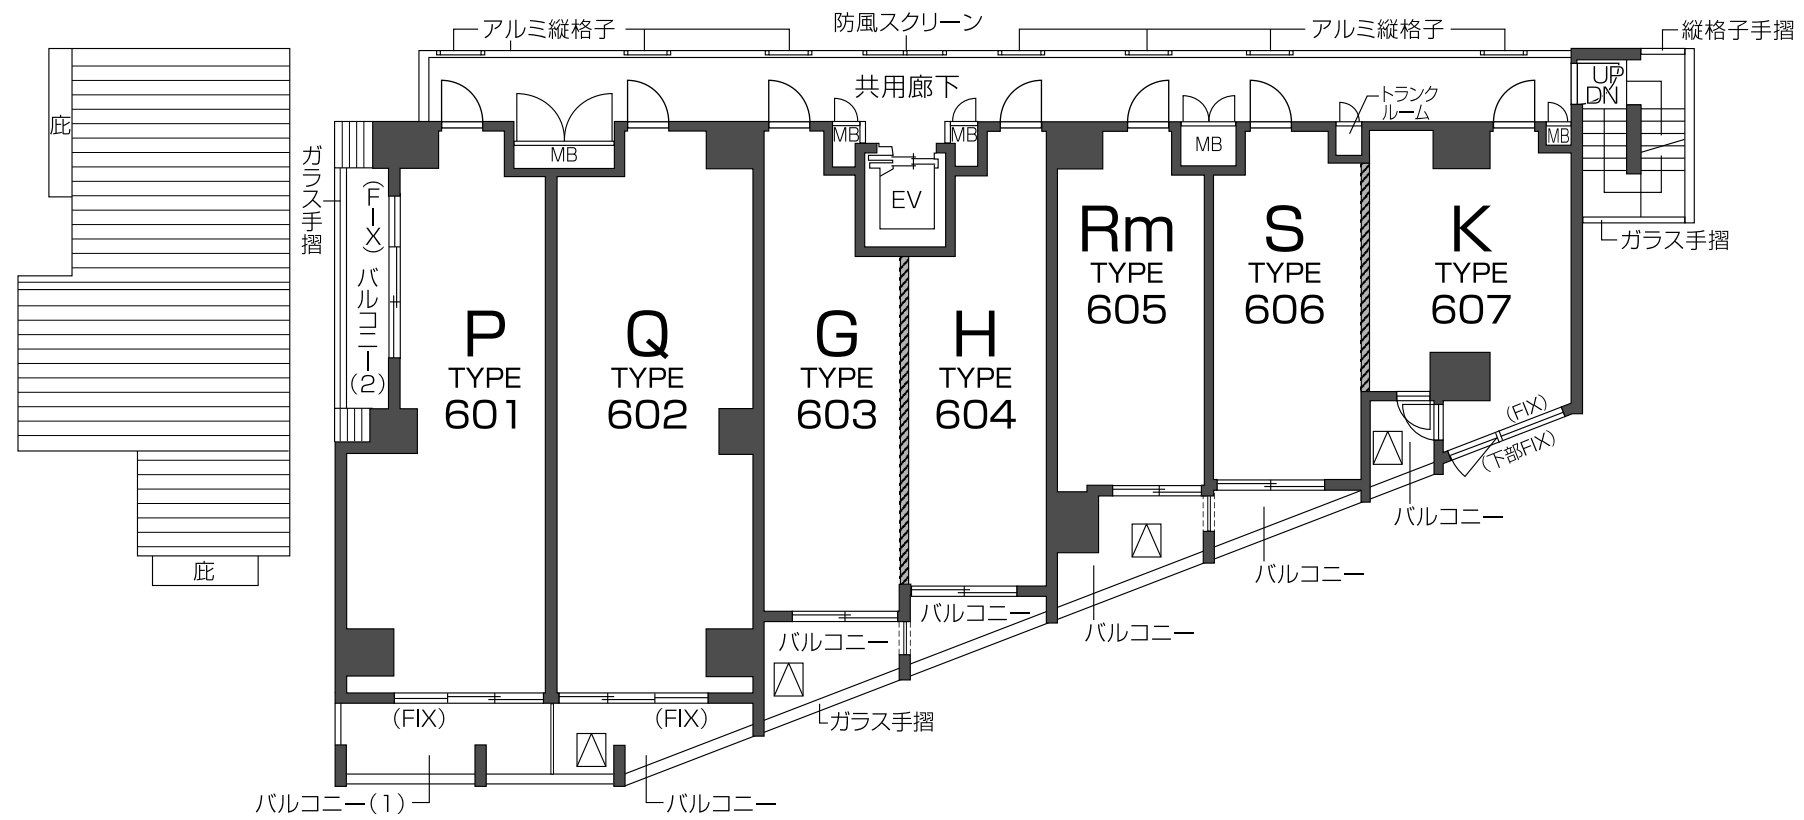 アルミ縦格子
防風スクリーン
アルミ縦格子
縦格子手摺
共用廊下
UP
DN
トランク
ルーム
庇
ガラス手摺
MB
MB
MB
MB
MB
EV
(FIX)
バルコニー(2)
ガラス手摺
P
TYPE
601
Q
TYPE
602
G
TYPE
603
H
TYPE
604
Rm
TYPE
605
S
TYPE
606
K
TYPE
607
(FIX)
(下部FIX)
バルコニー
バルコニー
バルコニー
バルコニー
バルコニー
庇
(FIX)
(FIX)
ガラス手摺
バルコニー(1)
バルコニー